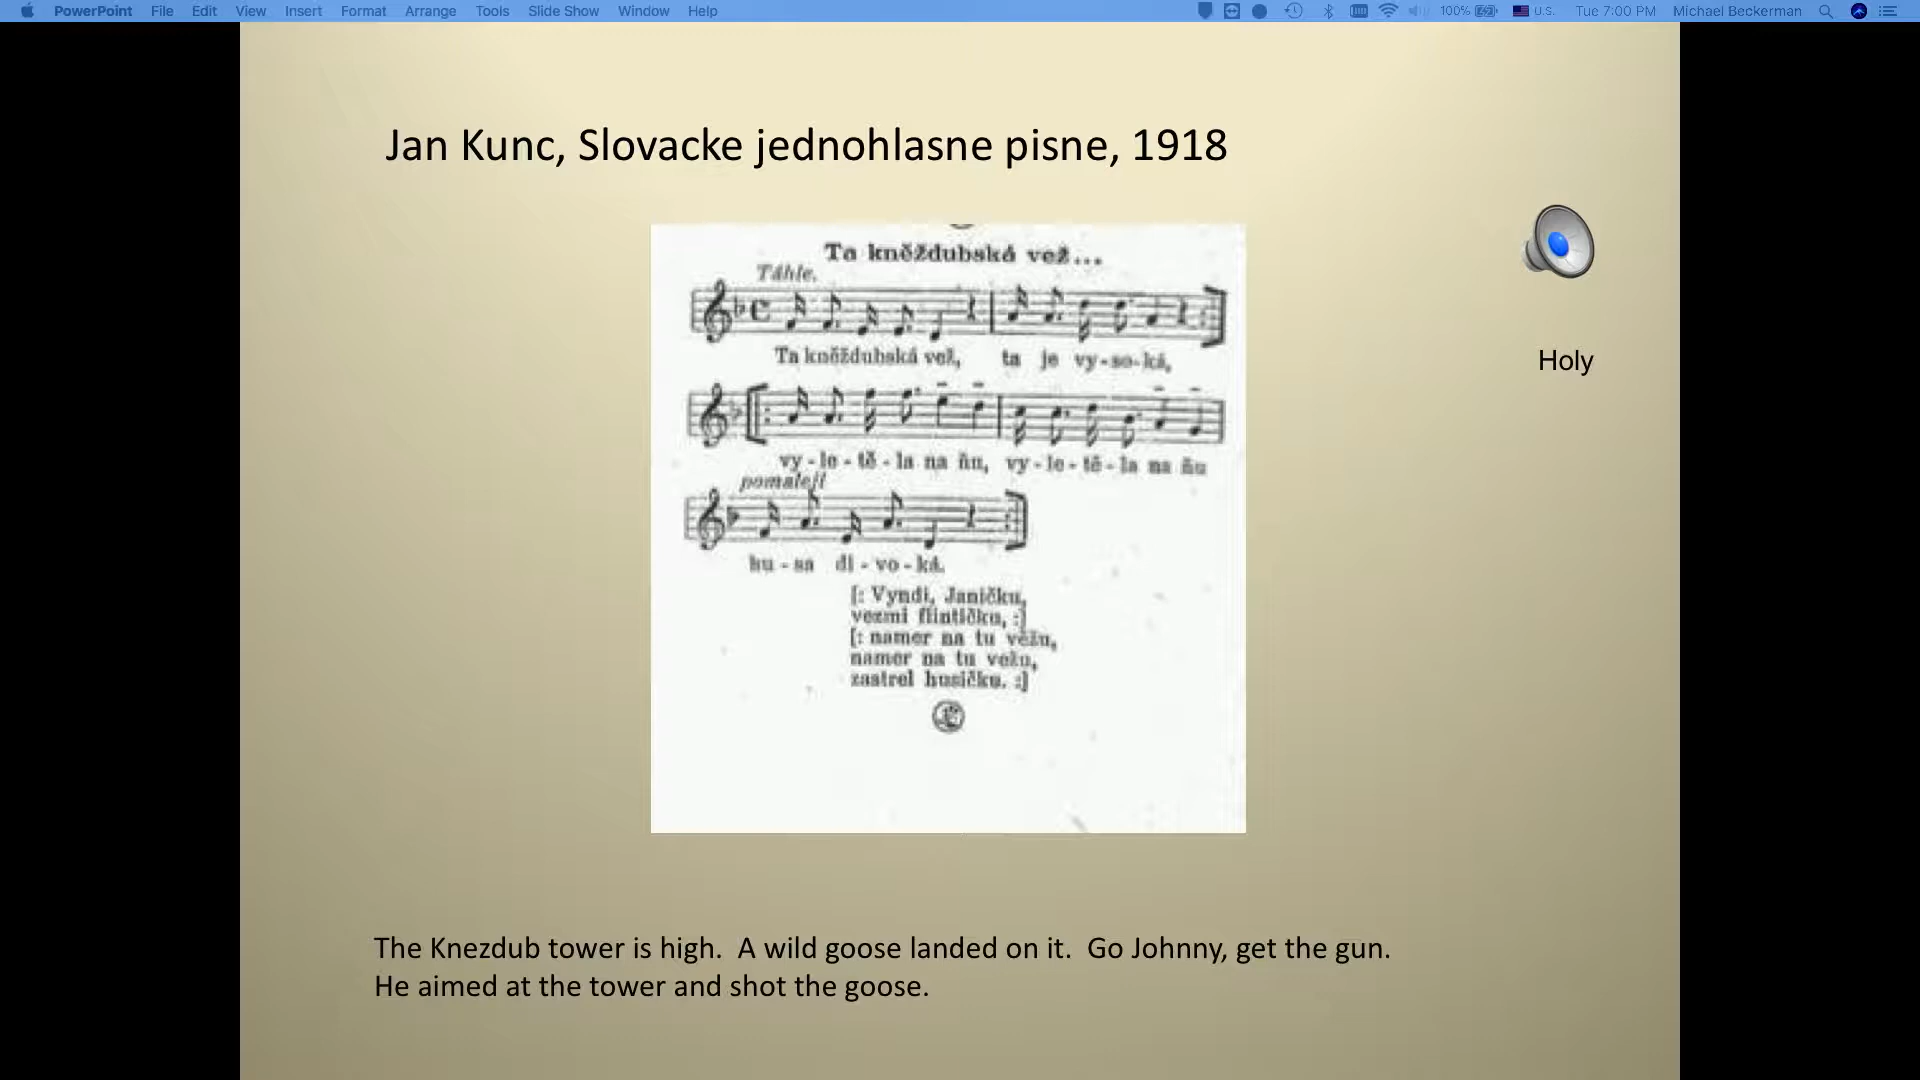 PowerPoint File Edit View Insert Format Arrange Tools Slide Show Window Help 100% U.S. Tue 7:00 PM Michael Beckerman
Jan Kunc, Slovacke jednohlasne pisne, 1918
Ta kněždubská vež...
Táhle.
Ta kněždubská vež, ta je vy-so-ká,
vy-le-tě-la na ňu, vy-le-tě-la na ňu
pomaleji
hu-sa di-vo-ká.
[: Vyndi, Janíčku,
vezmi flintičku, :]
[: namer na tu věžu,
namer na tu vežu,
zastrel husičku. :]
Holy
The Knezdub tower is high. A wild goose landed on it. Go Johnny, get the gun.
He aimed at the tower and shot the goose.